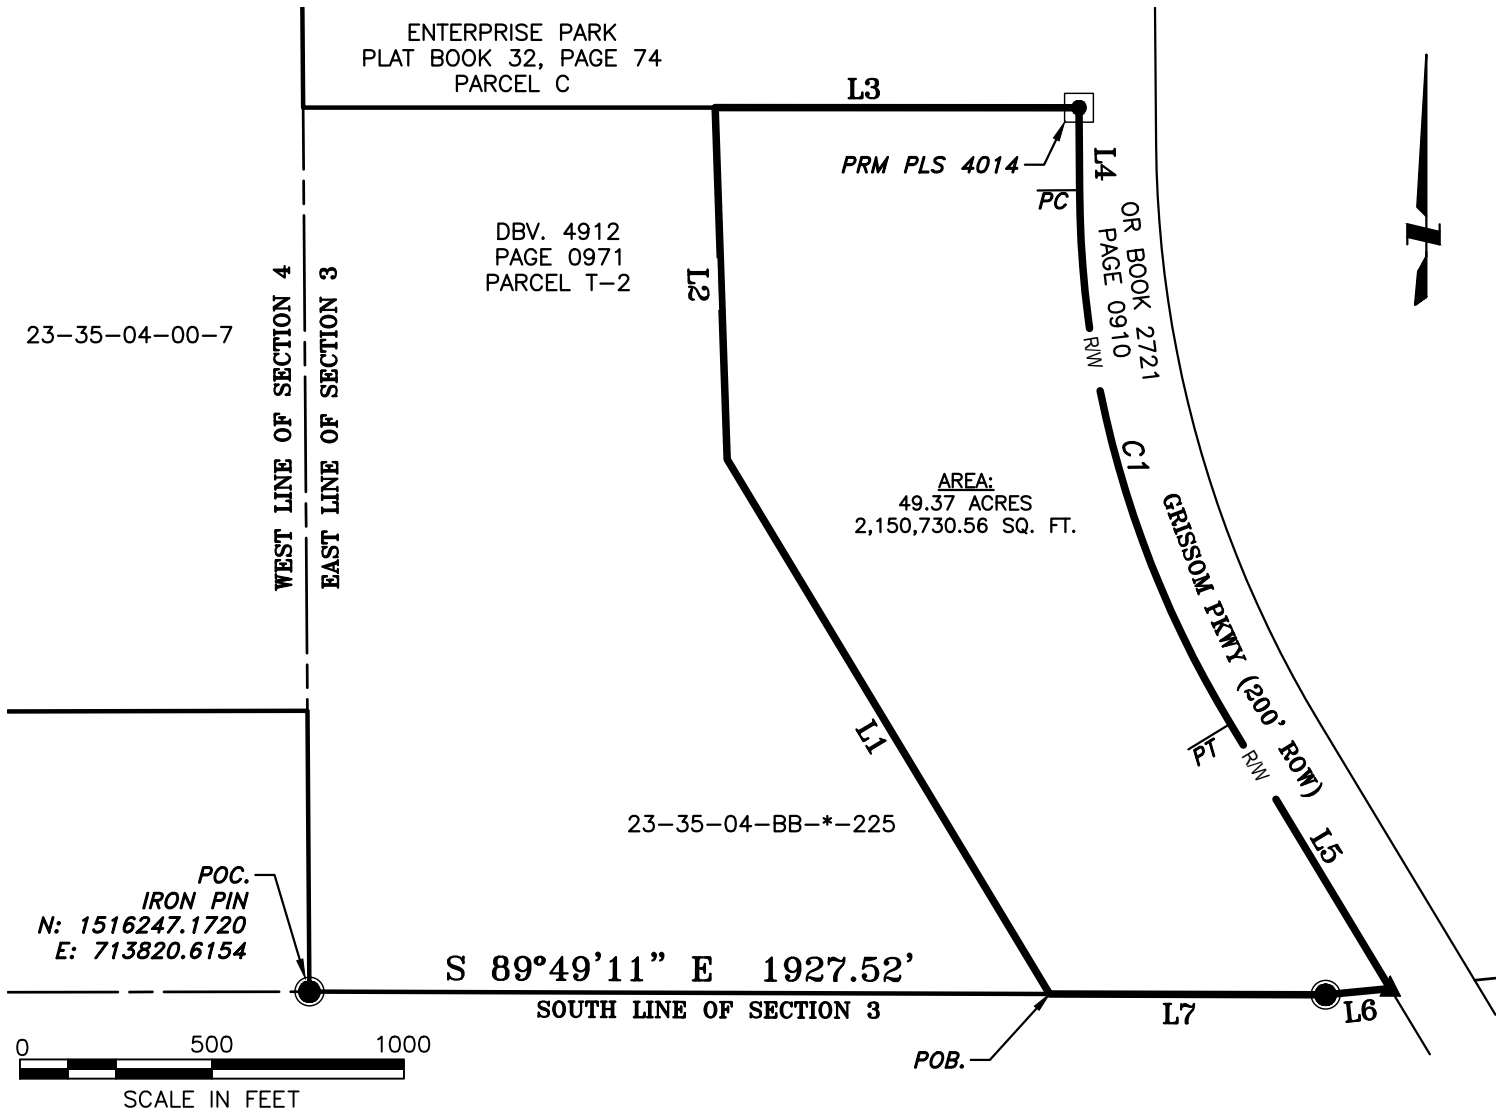 ENTERPRISE PARK
PLAT BOOK 32, PAGE 74
PARCEL C
L3
PRM PLS 4014
L4
PC
OR BOOK 2721
PAGE 0910
DBV. 4912
PAGE 0971
PARCEL T-2
L2
WEST LINE OF SECTION 4
EAST LINE OF SECTION 3
23-35-04-00-7
R/W
C1
AREA:
49.37 ACRES
2,150,730.56 SQ. FT.
GRISSOM PKWY (200' ROW)
L1
PT
R/W
23-35-04-BB-*-225
L5
POC.
IRON PIN
N: 1516247.1720
E: 713820.6154
S 89°49'11" E 1927.52'
SOUTH LINE OF SECTION 3
L7
L6
POB.
0 500 1000
SCALE IN FEET